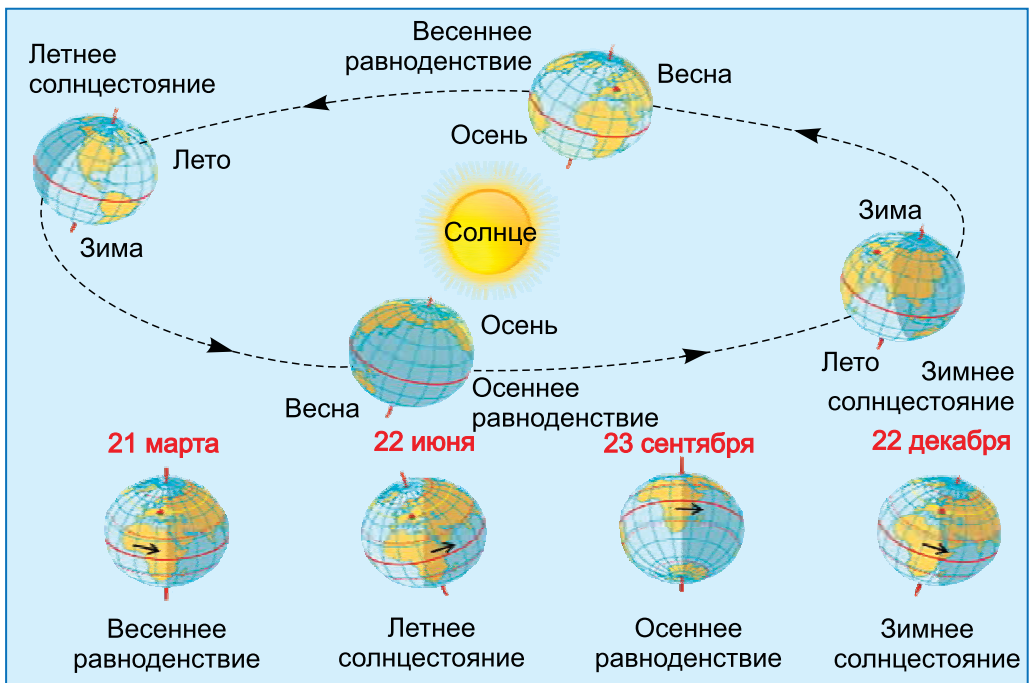 Весеннее
равноденствие
Весна
Осень
Летнее
солнцестояние
Лето
Зима
Солнце
Зима
Лето
Зимнее
солнцестояние
Осень
Весна
Осеннее
равноденствие
21 марта
22 июня
23 сентября
22 декабря
Весеннее
равноденствие
Летнее
солнцестояние
Осеннее
равноденствие
Зимнее
солнцестояние